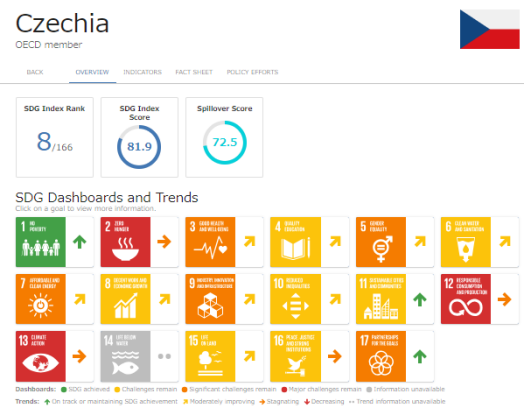 Czechia
OECD member
BACK OVERVIEW INDICATORS FACT SHEET POLICY EFFORTS
SDG Index Rank
8/166
SDG Index
Score
81.9
Spillover Score
72.5
SDG Dashboards and Trends
Click on a goal to view more information.
1 NO POVERTY
2 ZERO HUNGER
3 GOOD HEALTH AND WELL-BEING
4 QUALITY EDUCATION
5 GENDER EQUALITY
6 CLEAN WATER AND SANITATION
7 AFFORDABLE AND CLEAN ENERGY
8 DECENT WORK AND ECONOMIC GROWTH
9 INDUSTRY, INNOVATION AND INFRASTRUCTURE
10 REDUCED INEQUALITIES
11 SUSTAINABLE CITIES AND COMMUNITIES
12 RESPONSIBLE CONSUMPTION AND PRODUCTION
13 CLIMATE ACTION
14 LIFE BELOW WATER
15 LIFE ON LAND
16 PEACE, JUSTICE AND STRONG INSTITUTIONS
17 PARTNERSHIPS FOR THE GOALS
Dashboards: SDG achieved Challenges remain Significant challenges remain Major challenges remain Information unavailable
Trends: On track or maintaining SDG achievement Moderately improving Stagnating Decreasing Trend information unavailable